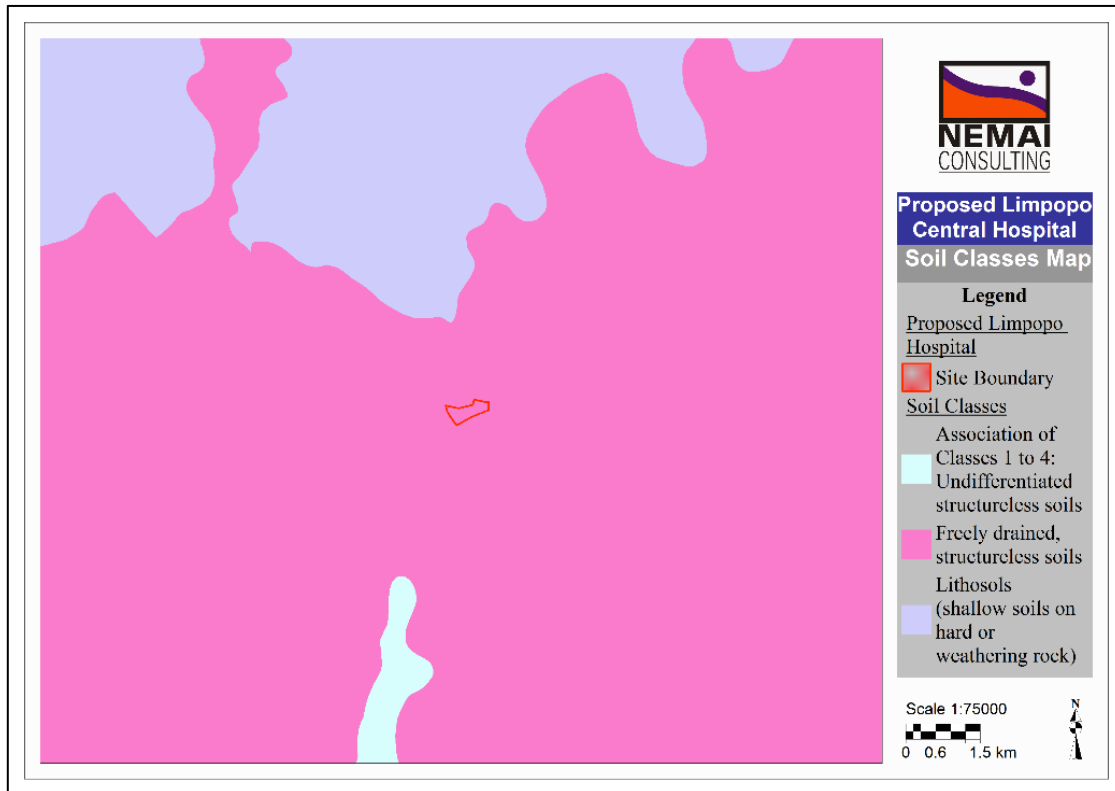 NEMAI
CONSULTING
Proposed Limpopo
Central Hospital
Soil Classes Map
Legend
Proposed Limpopo
Hospital
Site Boundary
Soil Classes
Association of
Classes 1 to 4:
Undifferentiated
structureless soils
Freely drained,
structureless soils
Lithosols
(shallow soils on
hard or
weathering rock)
Scale 1:75000
0 0.6 1.5 km
N